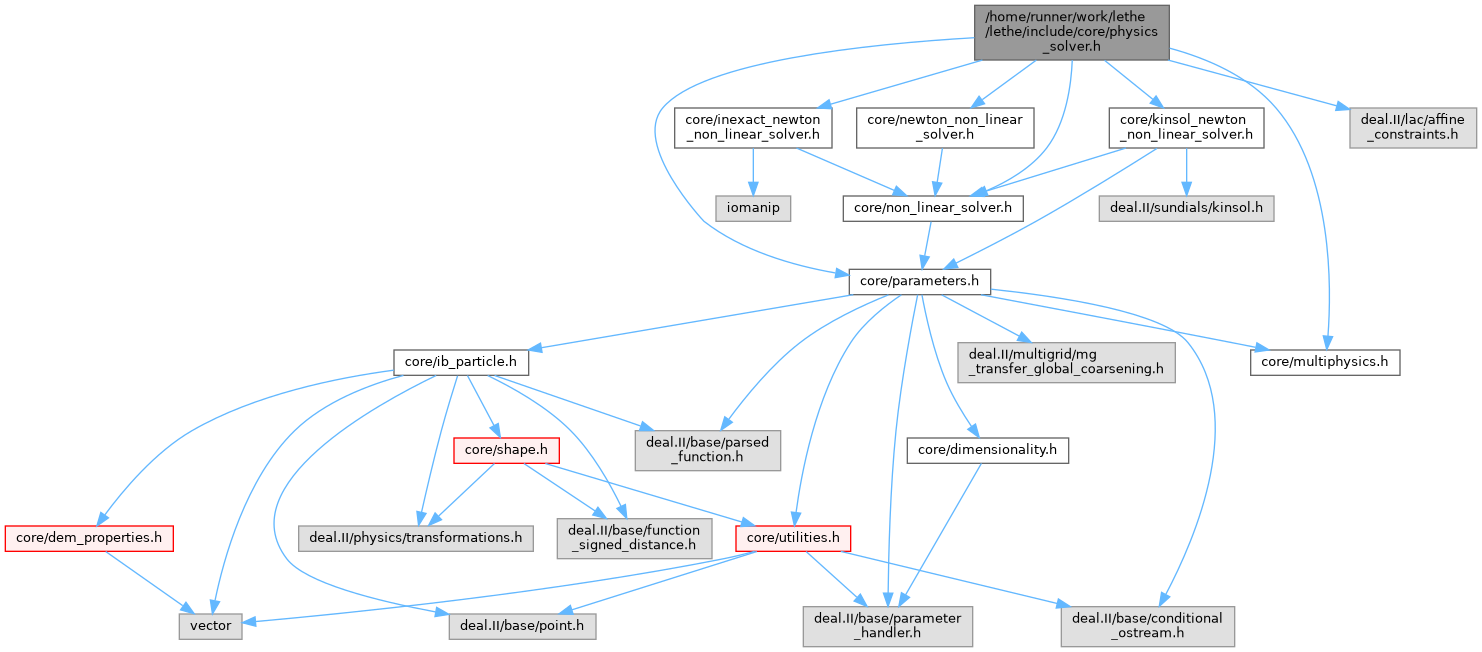 /home/runner/work/lethe
/lethe/include/core/physics
_solver.h
core/inexact_newton
_non_linear_solver.h
core/newton_non_linear
_solver.h
core/kinsol_newton
_non_linear_solver.h
deal.II/lac/affine
_constraints.h
iomanip
core/non_linear_solver.h
deal.II/sundials/kinsol.h
core/parameters.h
core/ib_particle.h
deal.II/multigrid/mg
_transfer_global_coarsening.h
core/multiphysics.h
core/shape.h
deal.II/base/parsed
_function.h
core/dimensionality.h
core/dem_properties.h
deal.II/physics/transformations.h
deal.II/base/function
_signed_distance.h
core/utilities.h
vector
deal.II/base/point.h
deal.II/base/parameter
_handler.h
deal.II/base/conditional
_ostream.h